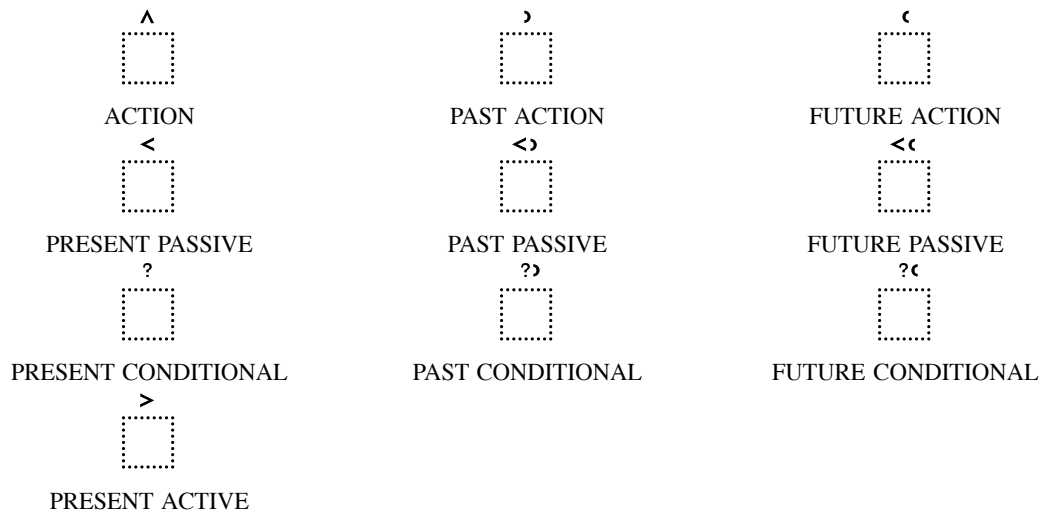 ACTION PAST ACTION FUTURE ACTION
PRESENT PASSIVE PAST PASSIVE FUTURE PASSIVE
? ? ?
PRESENT CONDITIONAL PAST CONDITIONAL FUTURE CONDITIONAL
PRESENT ACTIVE